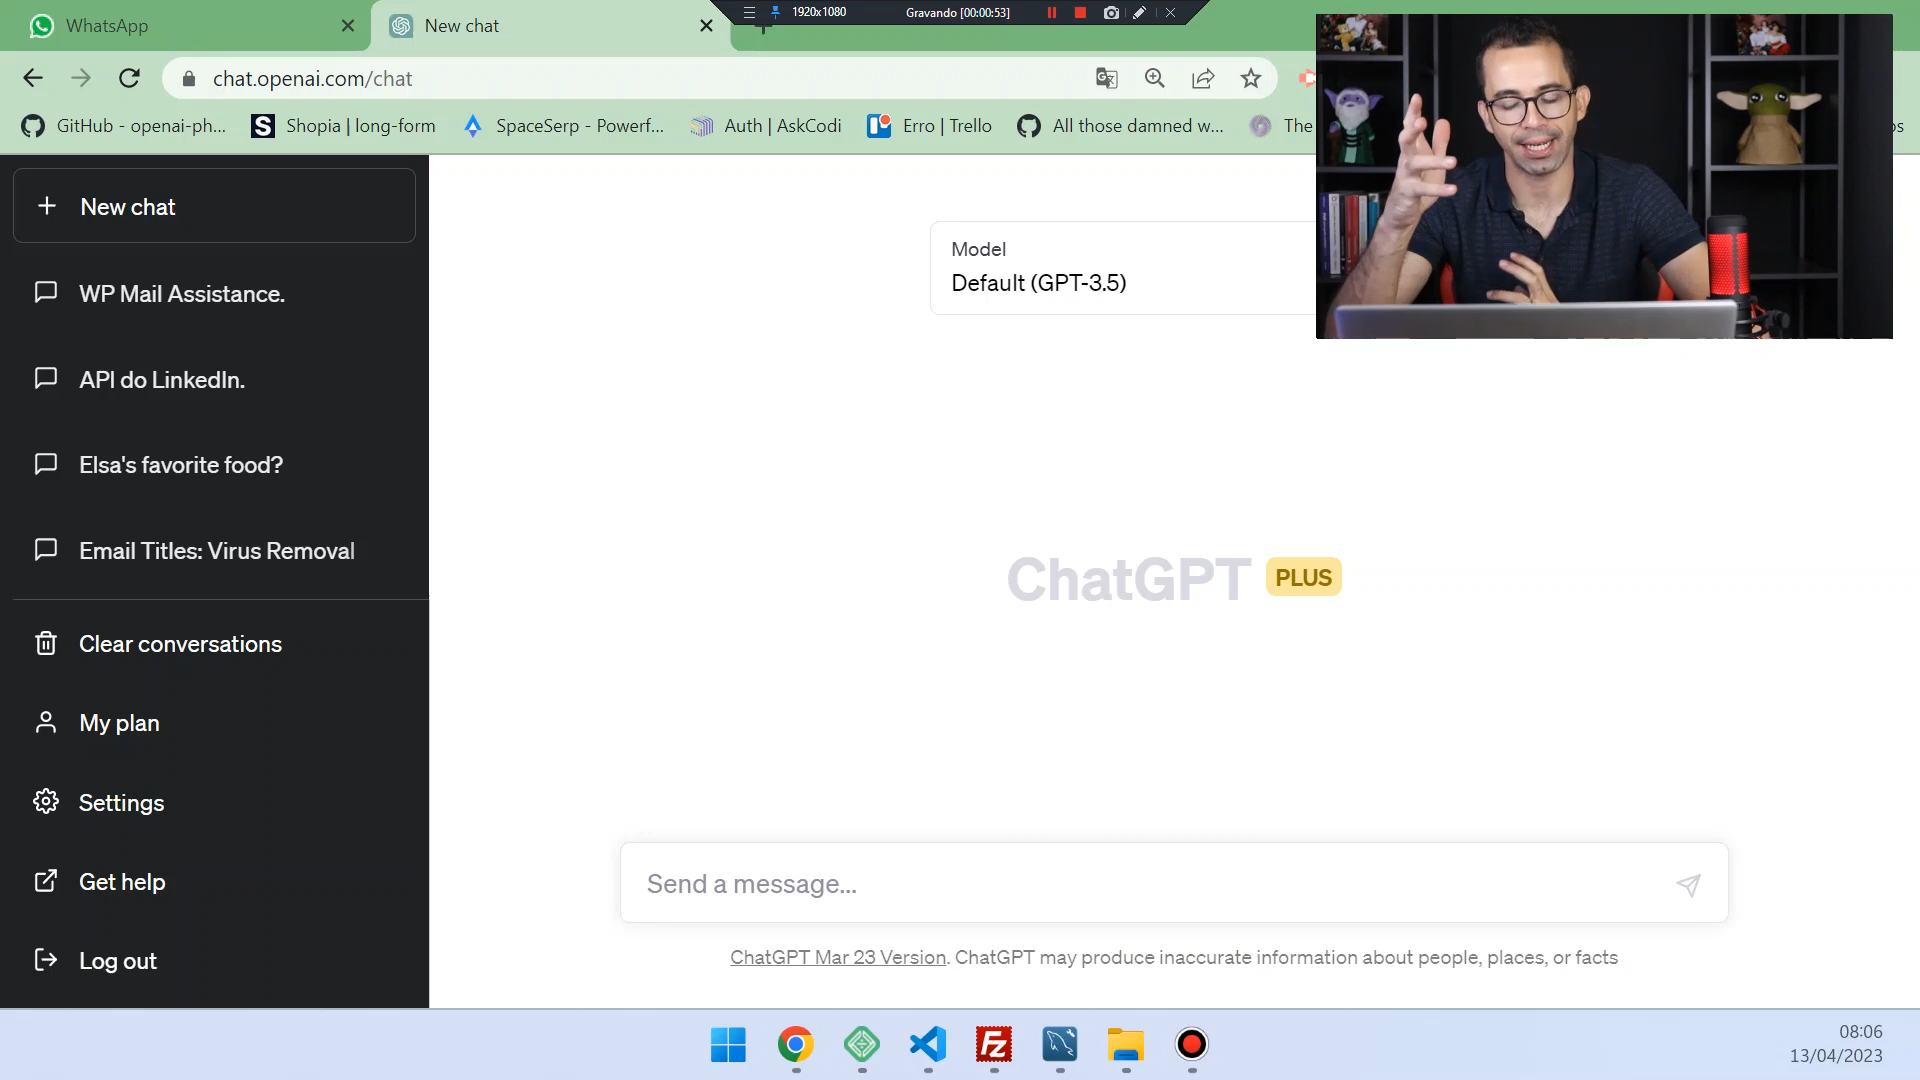 WhatsApp
New chat
1920x1080
Gravando [00:00:53]
chat.openai.com/chat
GitHub - openai-ph...
Shopia | long-form
SpaceSerp - Powerf...
Auth | AskCodi
Erro | Trello
All those damned w...
The
New chat
WP Mail Assistance.
API do LinkedIn.
Elsa's favorite food?
Email Titles: Virus Removal
Clear conversations
My plan
Settings
Get help
Log out
Model
Default (GPT-3.5)
ChatGPT PLUS
Send a message...
ChatGPT Mar 23 Version. ChatGPT may produce inaccurate information about people, places, or facts
08:06
13/04/2023